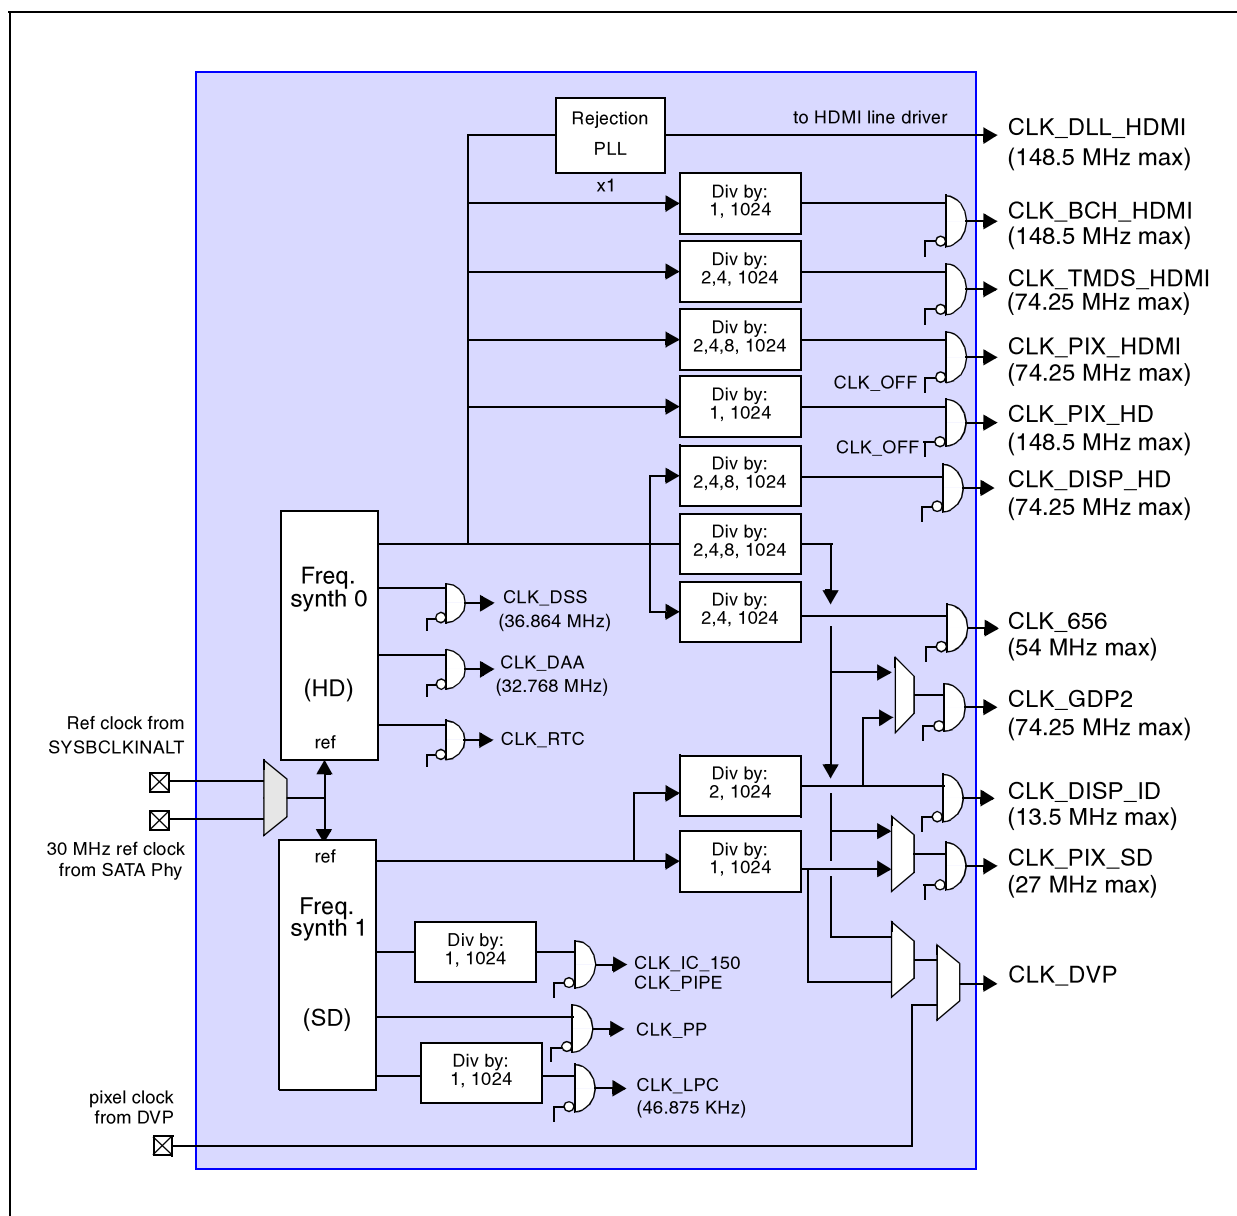 Rejection
PLL
x1
to HDMI line driver
CLK_DLL_HDMI
(148.5 MHz max)
Div by:
1, 1024
CLK_BCH_HDMI
(148.5 MHz max)
Div by:
2,4, 1024
CLK_TMDS_HDMI
(74.25 MHz max)
Div by:
2,4,8, 1024
CLK_OFF
CLK_PIX_HDMI
(74.25 MHz max)
Div by:
1, 1024
CLK_OFF
CLK_PIX_HD
(148.5 MHz max)
Div by:
2,4,8, 1024
CLK_DISP_HD
(74.25 MHz max)
Div by:
2,4,8, 1024
Freq.
synth 0
(HD)
ref
CLK_DSS
(36.864 MHz)
Div by:
2,4, 1024
CLK_656
(54 MHz max)
CLK_DAA
(32.768 MHz)
CLK_GDP2
(74.25 MHz max)
CLK_RTC
Ref clock from
SYSBCLKINALT
30 MHz ref clock
from SATA Phy
Div by:
2, 1024
CLK_DISP_ID
(13.5 MHz max)
Div by:
1, 1024
CLK_PIX_SD
(27 MHz max)
ref
Freq.
synth 1
(SD)
Div by:
1, 1024
CLK_IC_150
CLK_PIPE
CLK_DVP
CLK_PP
Div by:
1, 1024
CLK_LPC
(46.875 KHz)
pixel clock
from DVP